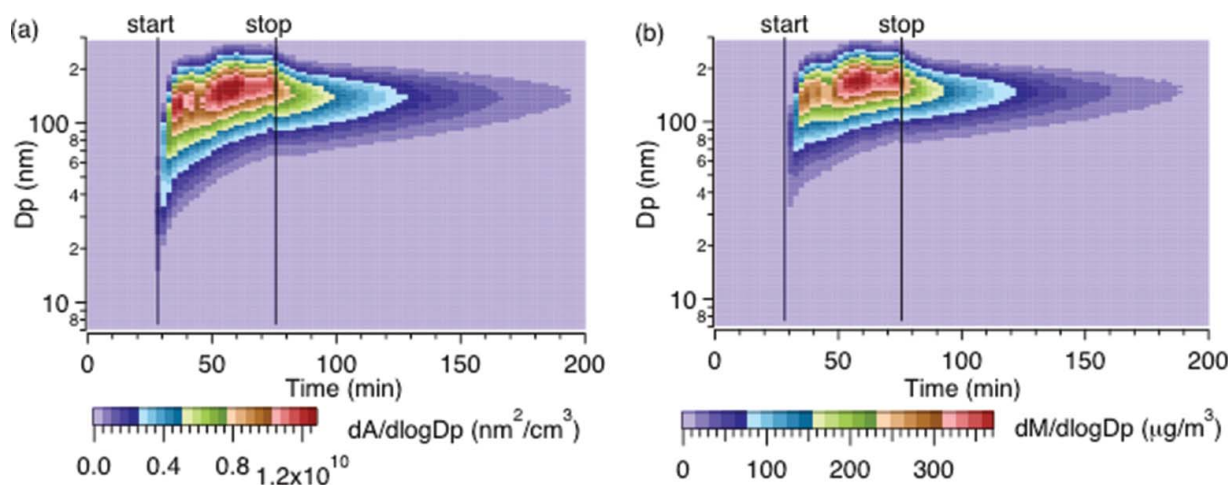 (a)
start
stop
Dp (nm)
2
100
8
6
4
2
10
8
0
50
100
150
200
Time (min)
dA/dlogDp (nm²/cm³)
0.0
0.4
0.8
1.2x10¹⁰
(b)
start
stop
Dp (nm)
2
100
8
6
4
2
10
8
0
50
100
150
200
Time (min)
dM/dlogDp (μg/m³)
0
100
200
300